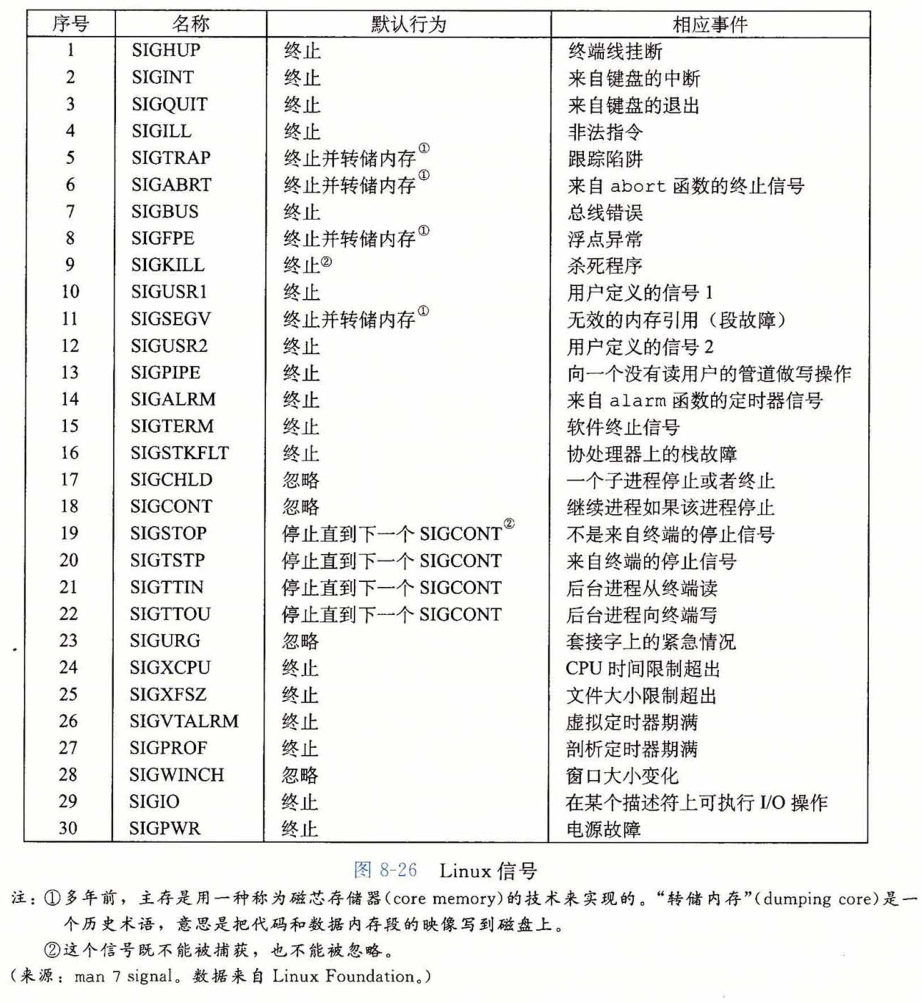 序号 名称 默认行为 相应事件
1 SIGHUP 终止 终端线挂断
2 SIGINT 终止 来自键盘的中断
3 SIGQUIT 终止 来自键盘的退出
4 SIGILL 终止 非法指令
5 SIGTRAP 终止并转储内存① 跟踪陷阱
6 SIGABRT 终止并转储内存① 来自 abort 函数的终止信号
7 SIGBUS 终止 总线错误
8 SIGFPE 终止并转储内存① 浮点异常
9 SIGKILL 终止② 杀死程序
10 SIGUSR1 终止 用户定义的信号 1
11 SIGSEGV 终止并转储内存① 无效的内存引用（段故障）
12 SIGUSR2 终止 用户定义的信号 2
13 SIGPIPE 终止 向一个没有读用户的管道做写操作
14 SIGALRM 终止 来自 alarm 函数的定时器信号
15 SIGTERM 终止 软件终止信号
16 SIGSTKFLT 终止 协处理器上的栈故障
17 SIGCHLD 忽略 一个子进程停止或者终止
18 SIGCONT 忽略 继续进程如果该进程停止
19 SIGSTOP 停止直到下一个 SIGCONT② 不是来自终端的停止信号
20 SIGTSTP 停止直到下一个 SIGCONT 来自终端的停止信号
21 SIGTTIN 停止直到下一个 SIGCONT 后台进程从终端读
22 SIGTTOU 停止直到下一个 SIGCONT 后台进程向终端写
23 SIGURG 忽略 套接字上的紧急情况
24 SIGXCPU 终止 CPU 时间限制超出
25 SIGXFSZ 终止 文件大小限制超出
26 SIGVTALRM 终止 虚拟定时器期满
27 SIGPROF 终止 剖析定时器期满
28 SIGWINCH 忽略 窗口大小变化
29 SIGIO 终止 在某个描述符上可执行 I/O 操作
30 SIGPWR 终止 电源故障
图 8-26 Linux 信号
注：①多年前，主存是用一种称为磁芯存储器(core memory)的技术来实现的。“转储内存”(dumping core)是一
个历史术语，意思是把代码和数据内存段的映像写到磁盘上。
②这个信号既不能被捕获，也不能被忽略。
(来源：man 7 signal。数据来自 Linux Foundation。)